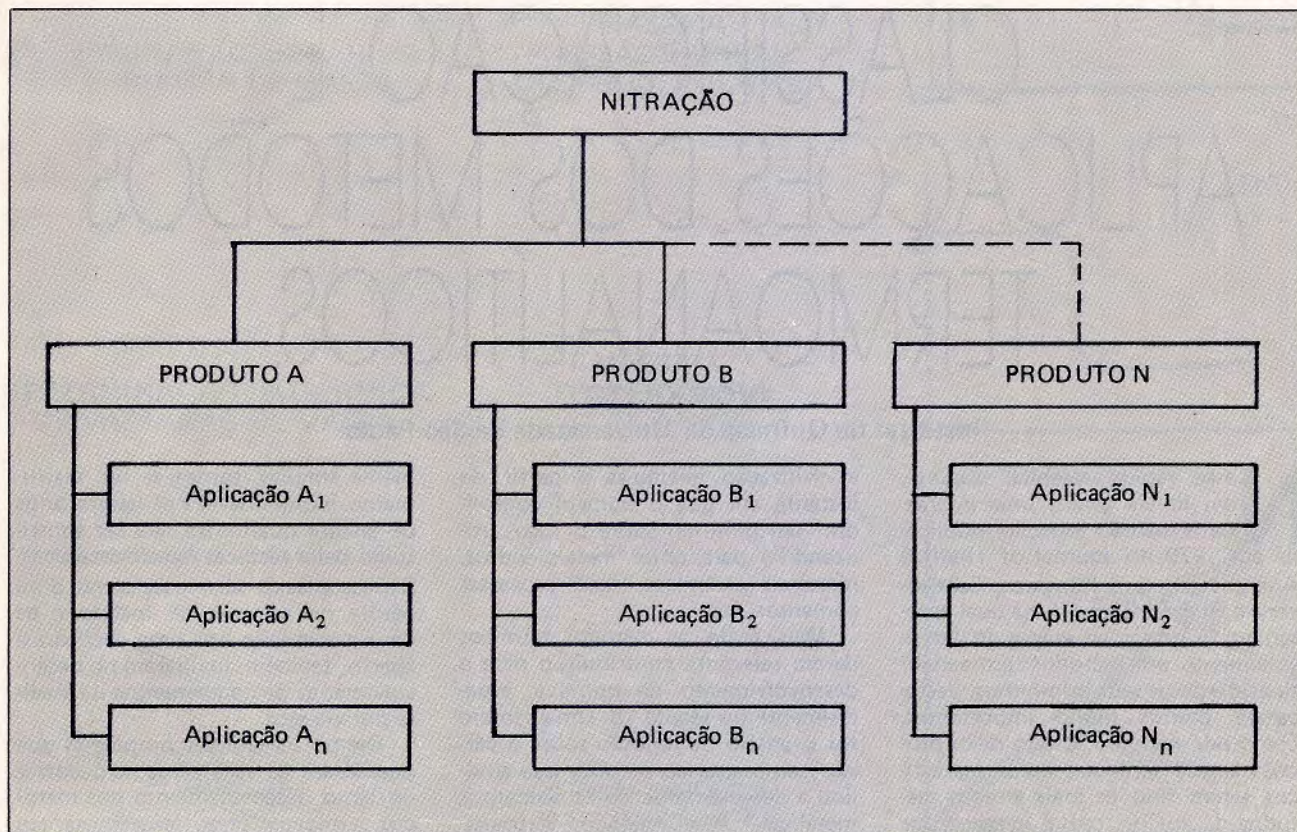 NITRAÇÃO
PRODUTO A
PRODUTO B
PRODUTO N
Aplicação A₁
Aplicação B₁
Aplicação N₁
Aplicação A₂
Aplicação B₂
Aplicação N₂
Aplicação Aₙ
Aplicação Bₙ
Aplicação Nₙ